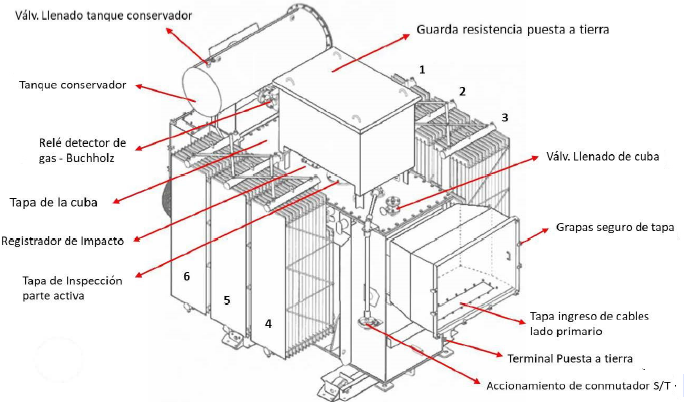 Válv. Llenado tanque conservador
Guarda resistencia puesta a tierra
1
2
3
Tanque conservador
Relé detector de
gas - Buchholz
Válv. Llenado de cuba
Tapa de la cuba
Grapas seguro de tapa
Registrador de Impacto
Tapa de Inspección
parte activa
6
5
4
Tapa ingreso de cables
lado primario
Terminal Puesta a tierra
Accionamiento de conmutador S/T